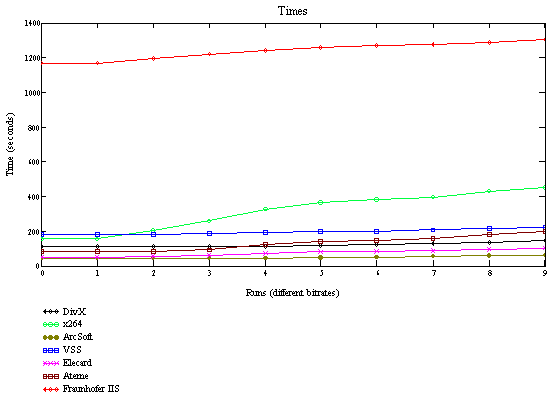 Times
1400
1200
1000
800
600
400
200
0
Time (seconds)
0 1 2 3 4 5 6 7 8 9
Runs (different bitrates)
DivX
x264
ArcSoft
VSS
Elecard
Ateme
Fraunhofer IIS